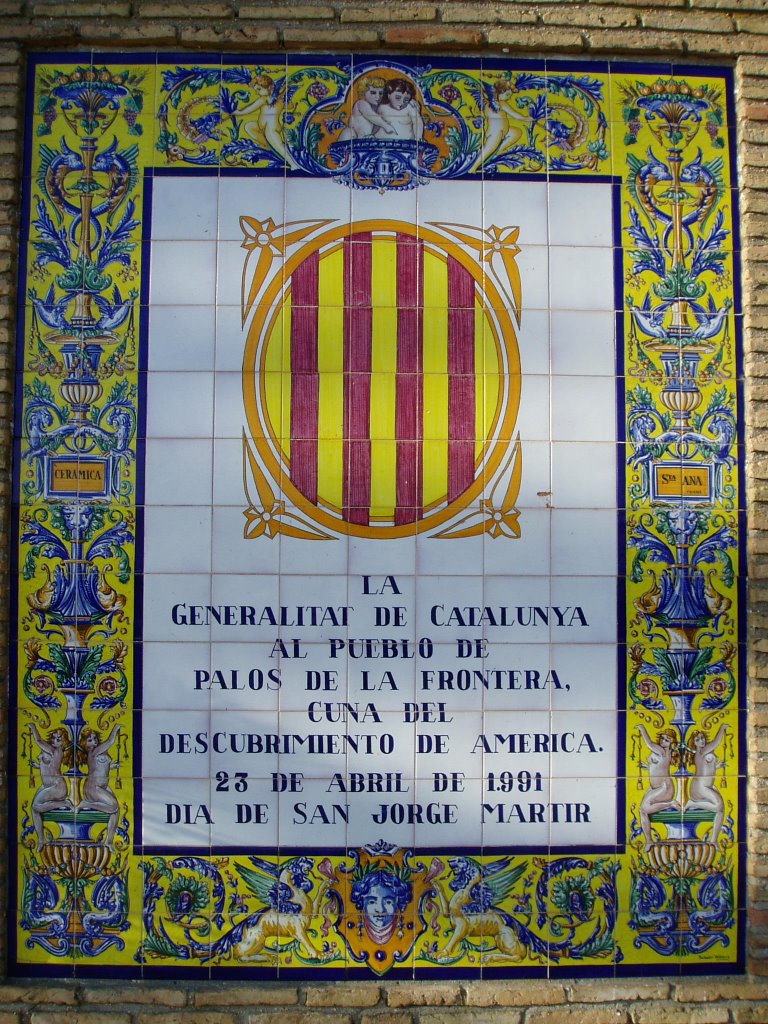 CERAMICA
STA ANA
LA
GENERALITAT DE CATALUNYA
AL PUEBLO DE
PALOS DE LA FRONTERA,
CUNA DEL
DESCUBRIMIENTO DE AMERICA.
23 DE ABRIL DE 1.991
DIA DE SAN JORGE MARTIR